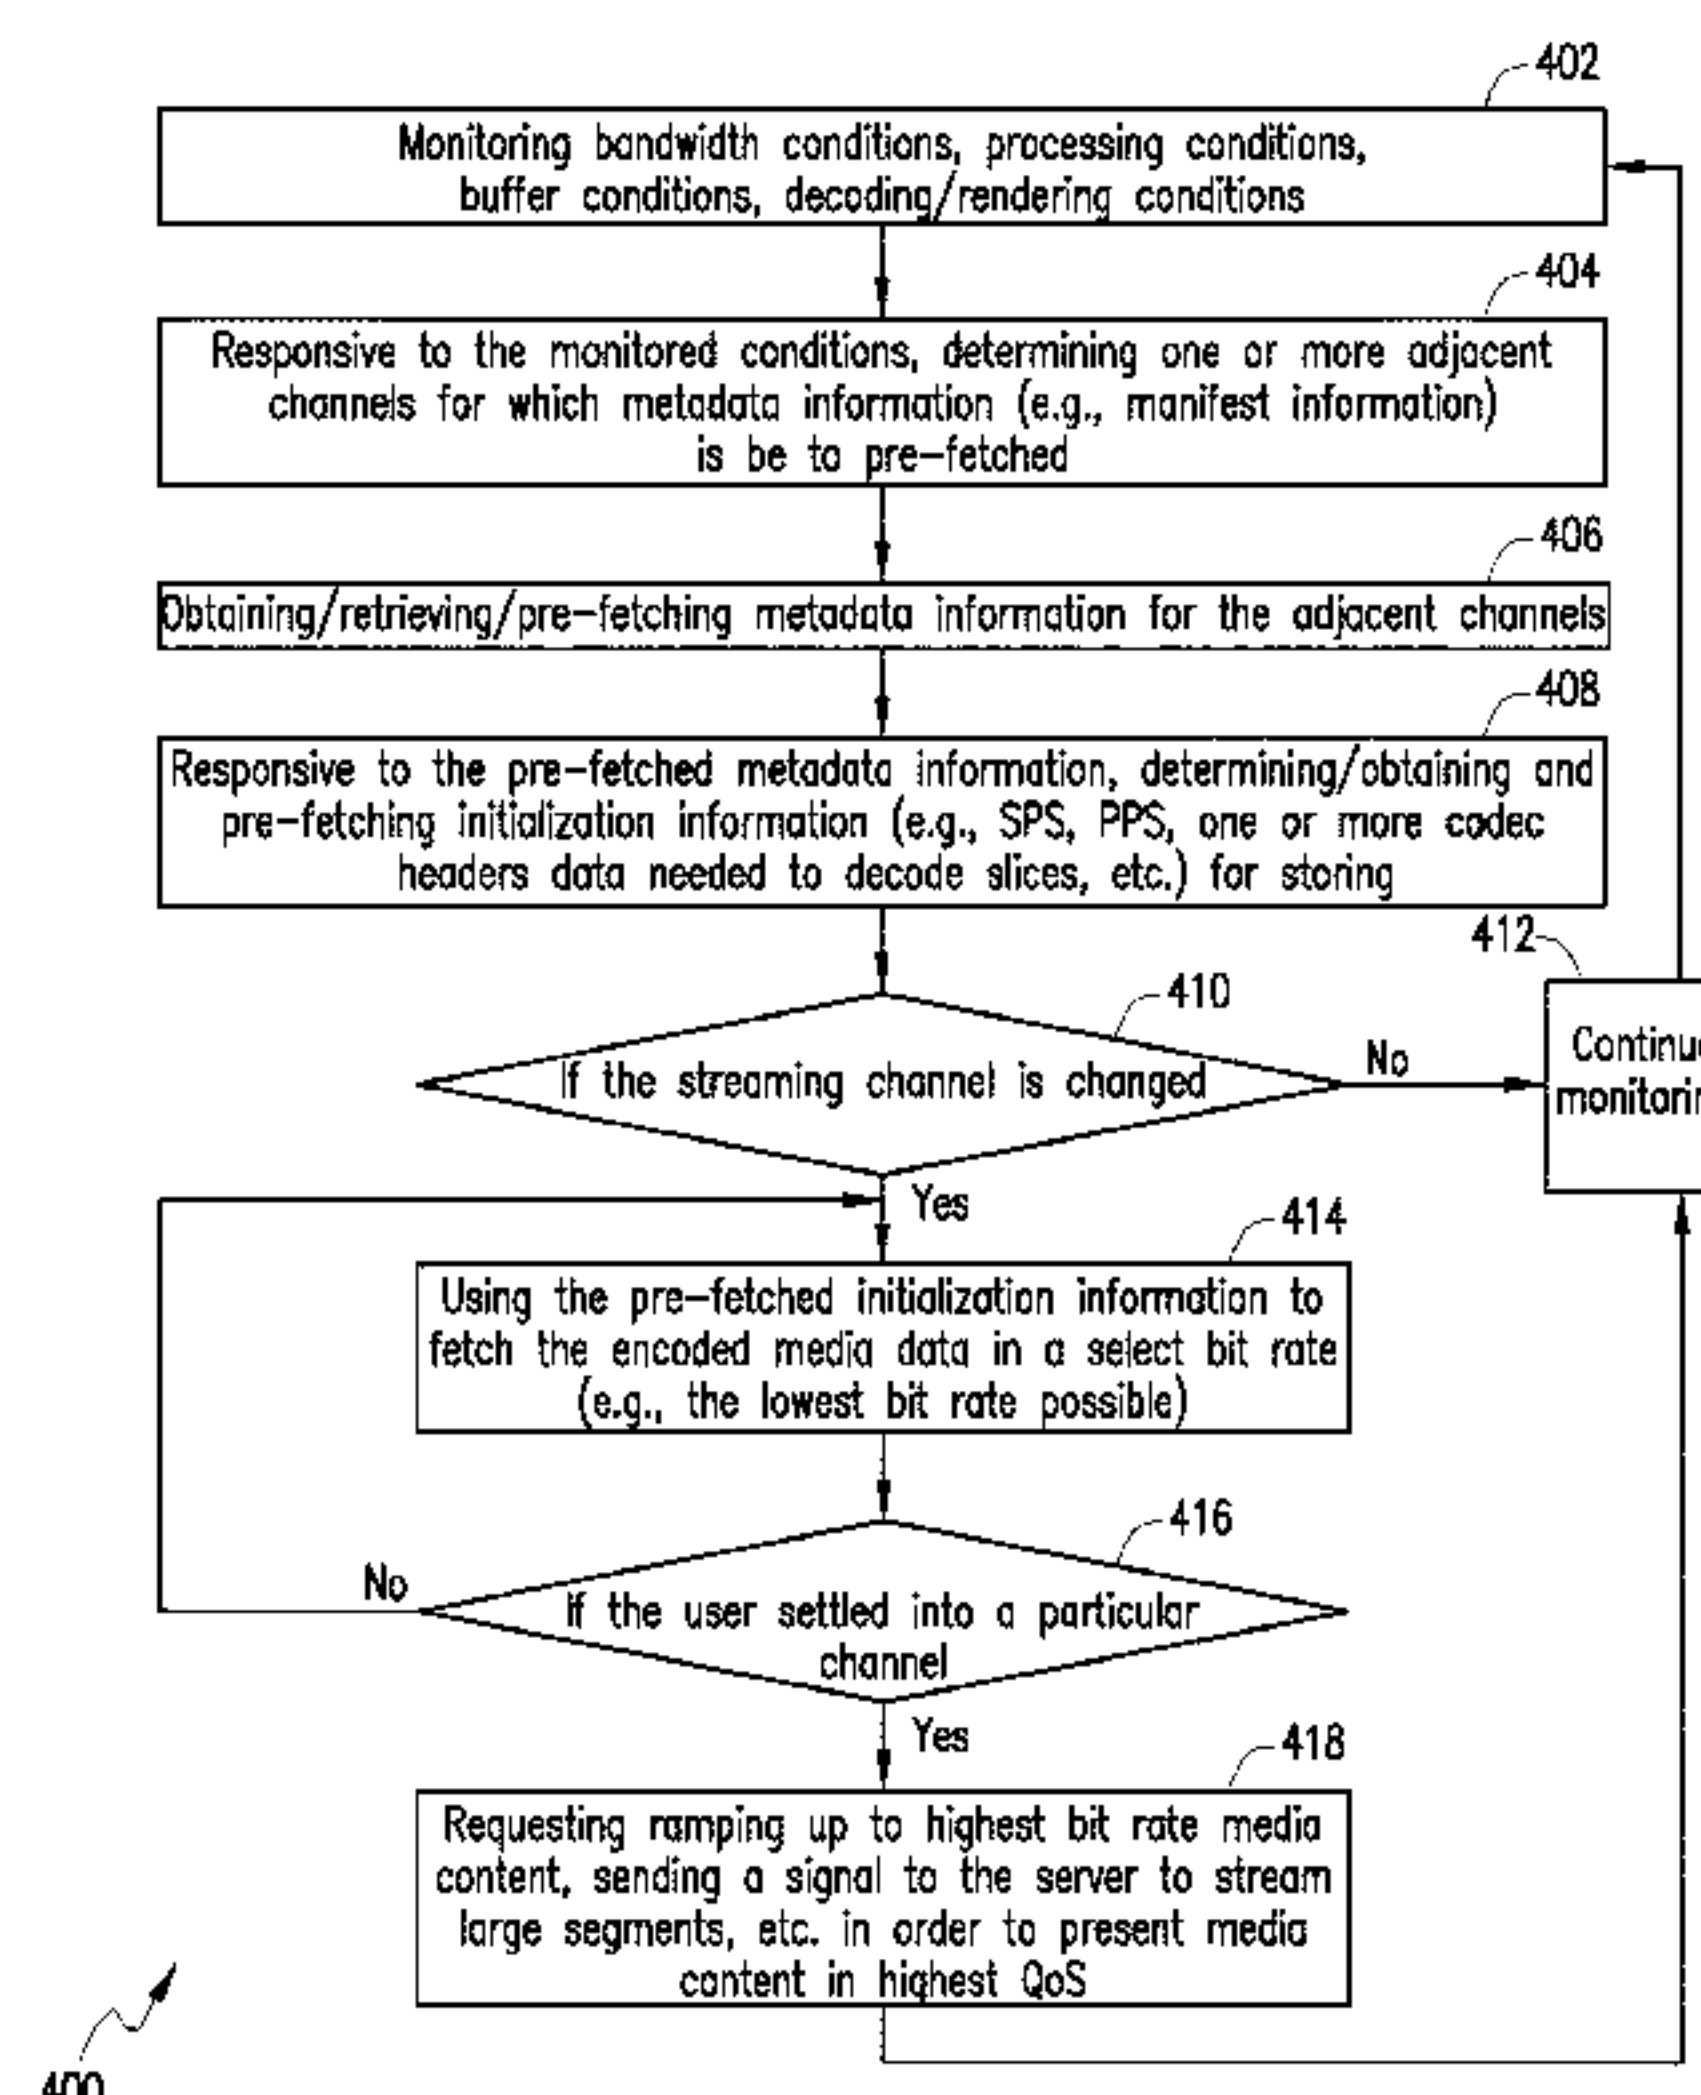 402
Monitoring bandwidth conditions, processing conditions,
buffer conditions, decoding/rendering conditions
404
Responsive to the monitored conditions, determining one or more adjacent
channels for which metadata information (e.g., manifest information)
is be to pre-fetched
406
Obtaining/retrieving/pre-fetching metadata information for the adjacent channels
408
Responsive to the pre-fetched metadata information, determining/obtaining and
pre-fetching initialization information (e.g., SPS, PPS, one or more codec
headers data needed to decode slices, etc.) for storing
412
410
If the streaming channel is changed
No
Yes
414
Using the pre-fetched initialization information to
fetch the encoded media data in a select bit rate
(e.g., the lowest bit rate possible)
416
No
If the user settled into a particular
channel
Yes
418
Requesting ramping up to highest bit rate media
content, sending a signal to the server to stream
large segments, etc. in order to present media
content in highest QoS
400